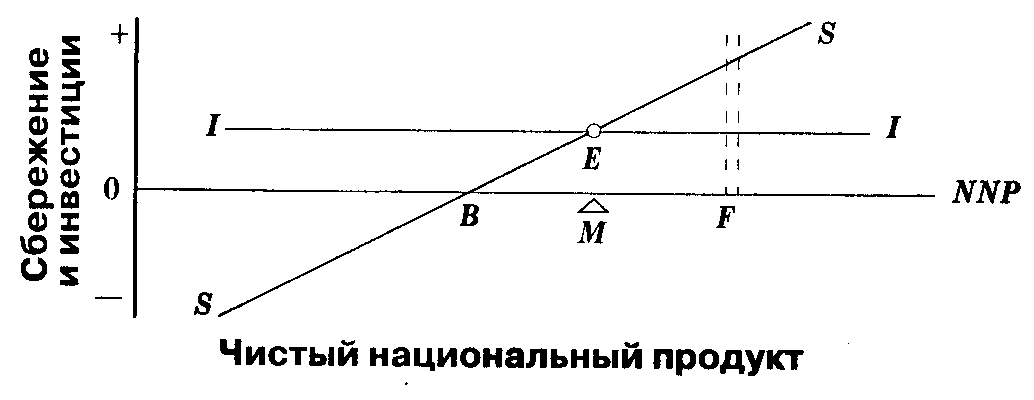 Сбережение
и инвестиции
+
S
I
I
E
0
NNP
B
M
F
—
S
Чистый национальный продукт